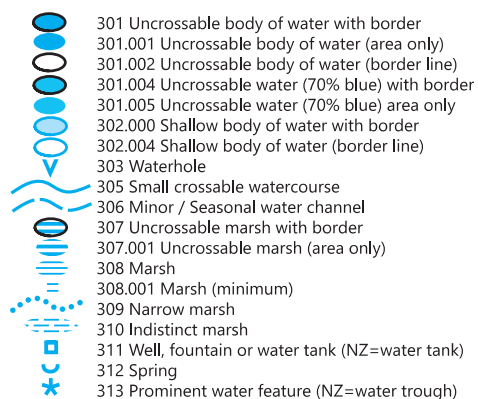 301 Uncrossable body of water with border
301.001 Uncrossable body of water (area only)
301.002 Uncrossable body of water (border line)
301.004 Uncrossable water (70% blue) with border
301.005 Uncrossable water (70% blue) area only
302.000 Shallow body of water with border
302.004 Shallow body of water (border line)
303 Waterhole
305 Small crossable watercourse
306 Minor / Seasonal water channel
307 Uncrossable marsh with border
307.001 Uncrossable marsh (area only)
308 Marsh
308.001 Marsh (minimum)
309 Narrow marsh
310 Indistinct marsh
311 Well, fountain or water tank (NZ=water tank)
312 Spring
313 Prominent water feature (NZ=water trough)